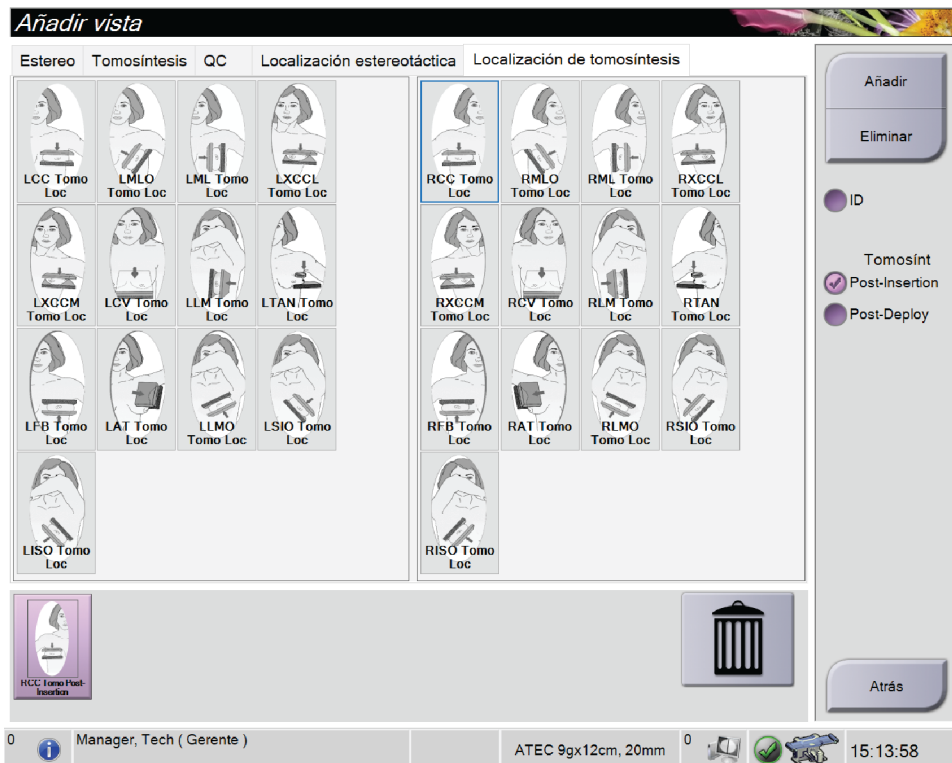 Añadir vista
Estereo
Tomosíntesis
QC
Localización estereotáctica
Localización de tomosíntesis
LCC Tomo
Loc
LMLO
Tomo Loc
LML Tomo
Loc
LXCCL
Tomo Loc
LXCCM
Tomo Loc
LCV Tomo
Loc
LLM Tomo
Loc
LTAN Tomo
Loc
LFB Tomo
Loc
LAT Tomo
Loc
LLMO
Tomo Loc
LSIO Tomo
Loc
LISO Tomo
Loc
RCC Tomo
Loc
RMLO
Tomo Loc
RML Tomo
Loc
RXCCL
Tomo Loc
RXCCM
Tomo Loc
RCV Tomo
Loc
RLM Tomo
Loc
RTAN
Tomo Loc
RFB Tomo
Loc
RAT Tomo
Loc
RLMO
Tomo Loc
RSIO Tomo
Loc
RISO Tomo
Loc
Añadir
Eliminar
ID
Tomosínt
Post-Insertion
Post-Deploy
RCC Tomo Post-
Insertion
Atrás
0
Manager, Tech ( Gerente )
ATEC 9gx12cm, 20mm
0
15:13:58